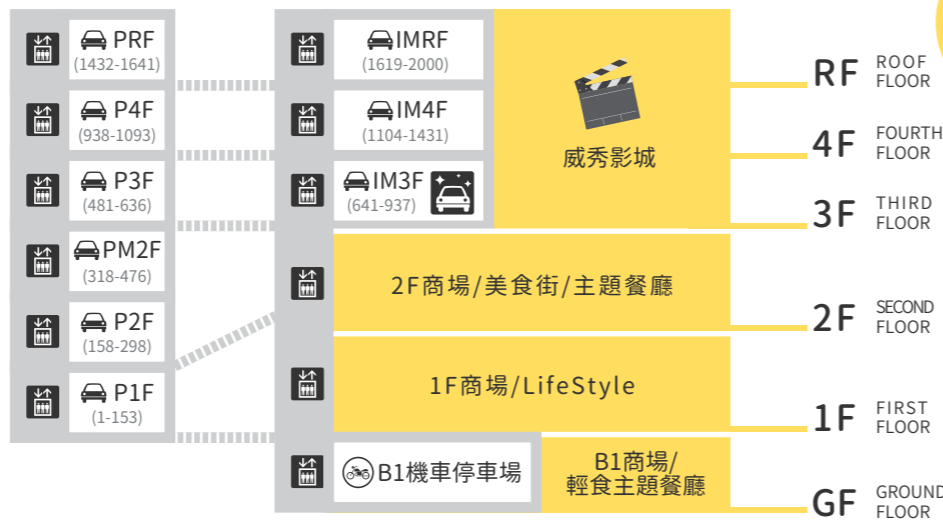 PRF
(1432-1641)
P4F
(938-1093)
P3F
(481-636)
PM2F
(318-476)
P2F
(158-298)
P1F
(1-153)
IMRF
(1619-2000)
IM4F
(1104-1431)
IM3F
(641-937)
威秀影城
2F商場/美食街/主題餐廳
1F商場/LifeStyle
B1機車停車場
B1商場/
輕食主題餐廳
RF ROOF
FLOOR
4F FOURTH
FLOOR
3F THIRD
FLOOR
2F SECOND
FLOOR
1F FIRST
FLOOR
GF GROUND
FLOOR